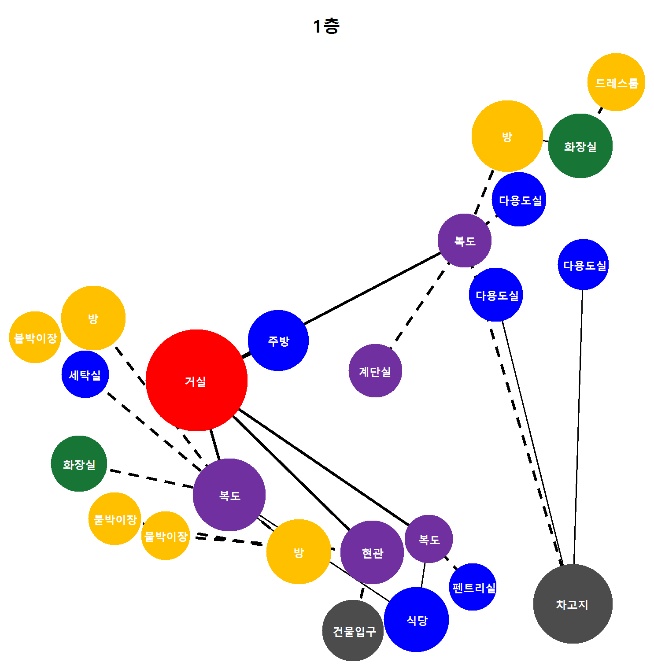 1층
드레스룸
방
화장실
다용도실
복도
다용도실
다용도실
방
붙박이장
주방
세탁실
거실
계단실
화장실
복도
붙박이장
붙박이장
방
현관
복도
펜트리실
차고지
식당
건물입구